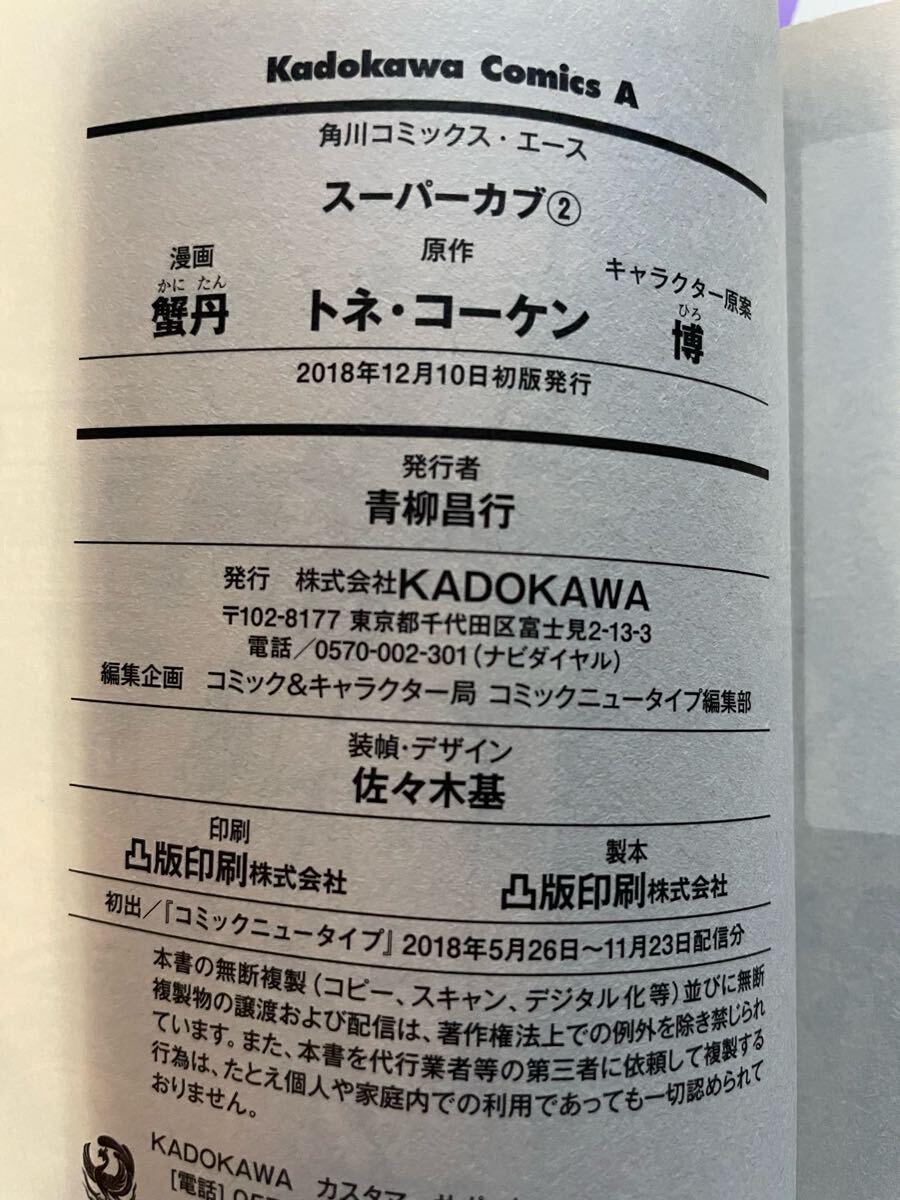 Kadokawa Comics A
角川コミックス・エース
スーパーカブ②
漫画
かに たん
蟹丹
原作
トネ・コーケン
キャラクター原案
ひろ
博
2018年12月10日初版発行
発行者
青柳昌行
発行 株式会社KADOKAWA
〒102-8177 東京都千代田区富士見2-13-3
電話/0570-002-301(ナビダイヤル)
編集企画 コミック&キャラクター局 コミックニュータイプ編集部
装幀・デザイン
佐々木基
印刷
凸版印刷株式会社
製本
凸版印刷株式会社
初出/『コミックニュータイプ』2018年5月26日〜11月23日配信分
本書の無断複製(コピー、スキャン、デジタル化等)並びに無断
複製物の譲渡および配信は、著作権法上での例外を除き禁じられ
ています。また、本書を代行業者等の第三者に依頼して複製する
行為は、たとえ個人や家庭内での利用であっても一切認められて
おりません。
KADOKAWA カスタマー
[電話]